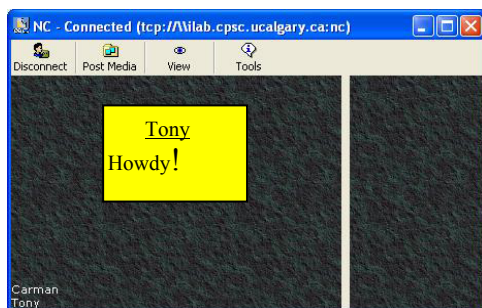 NC - Connected (tcp:/\\ilab.cpsc.ucalgary.ca:nc)
Disconnect Post Media View Tools
Tony
Howdy!
Carman
Tony